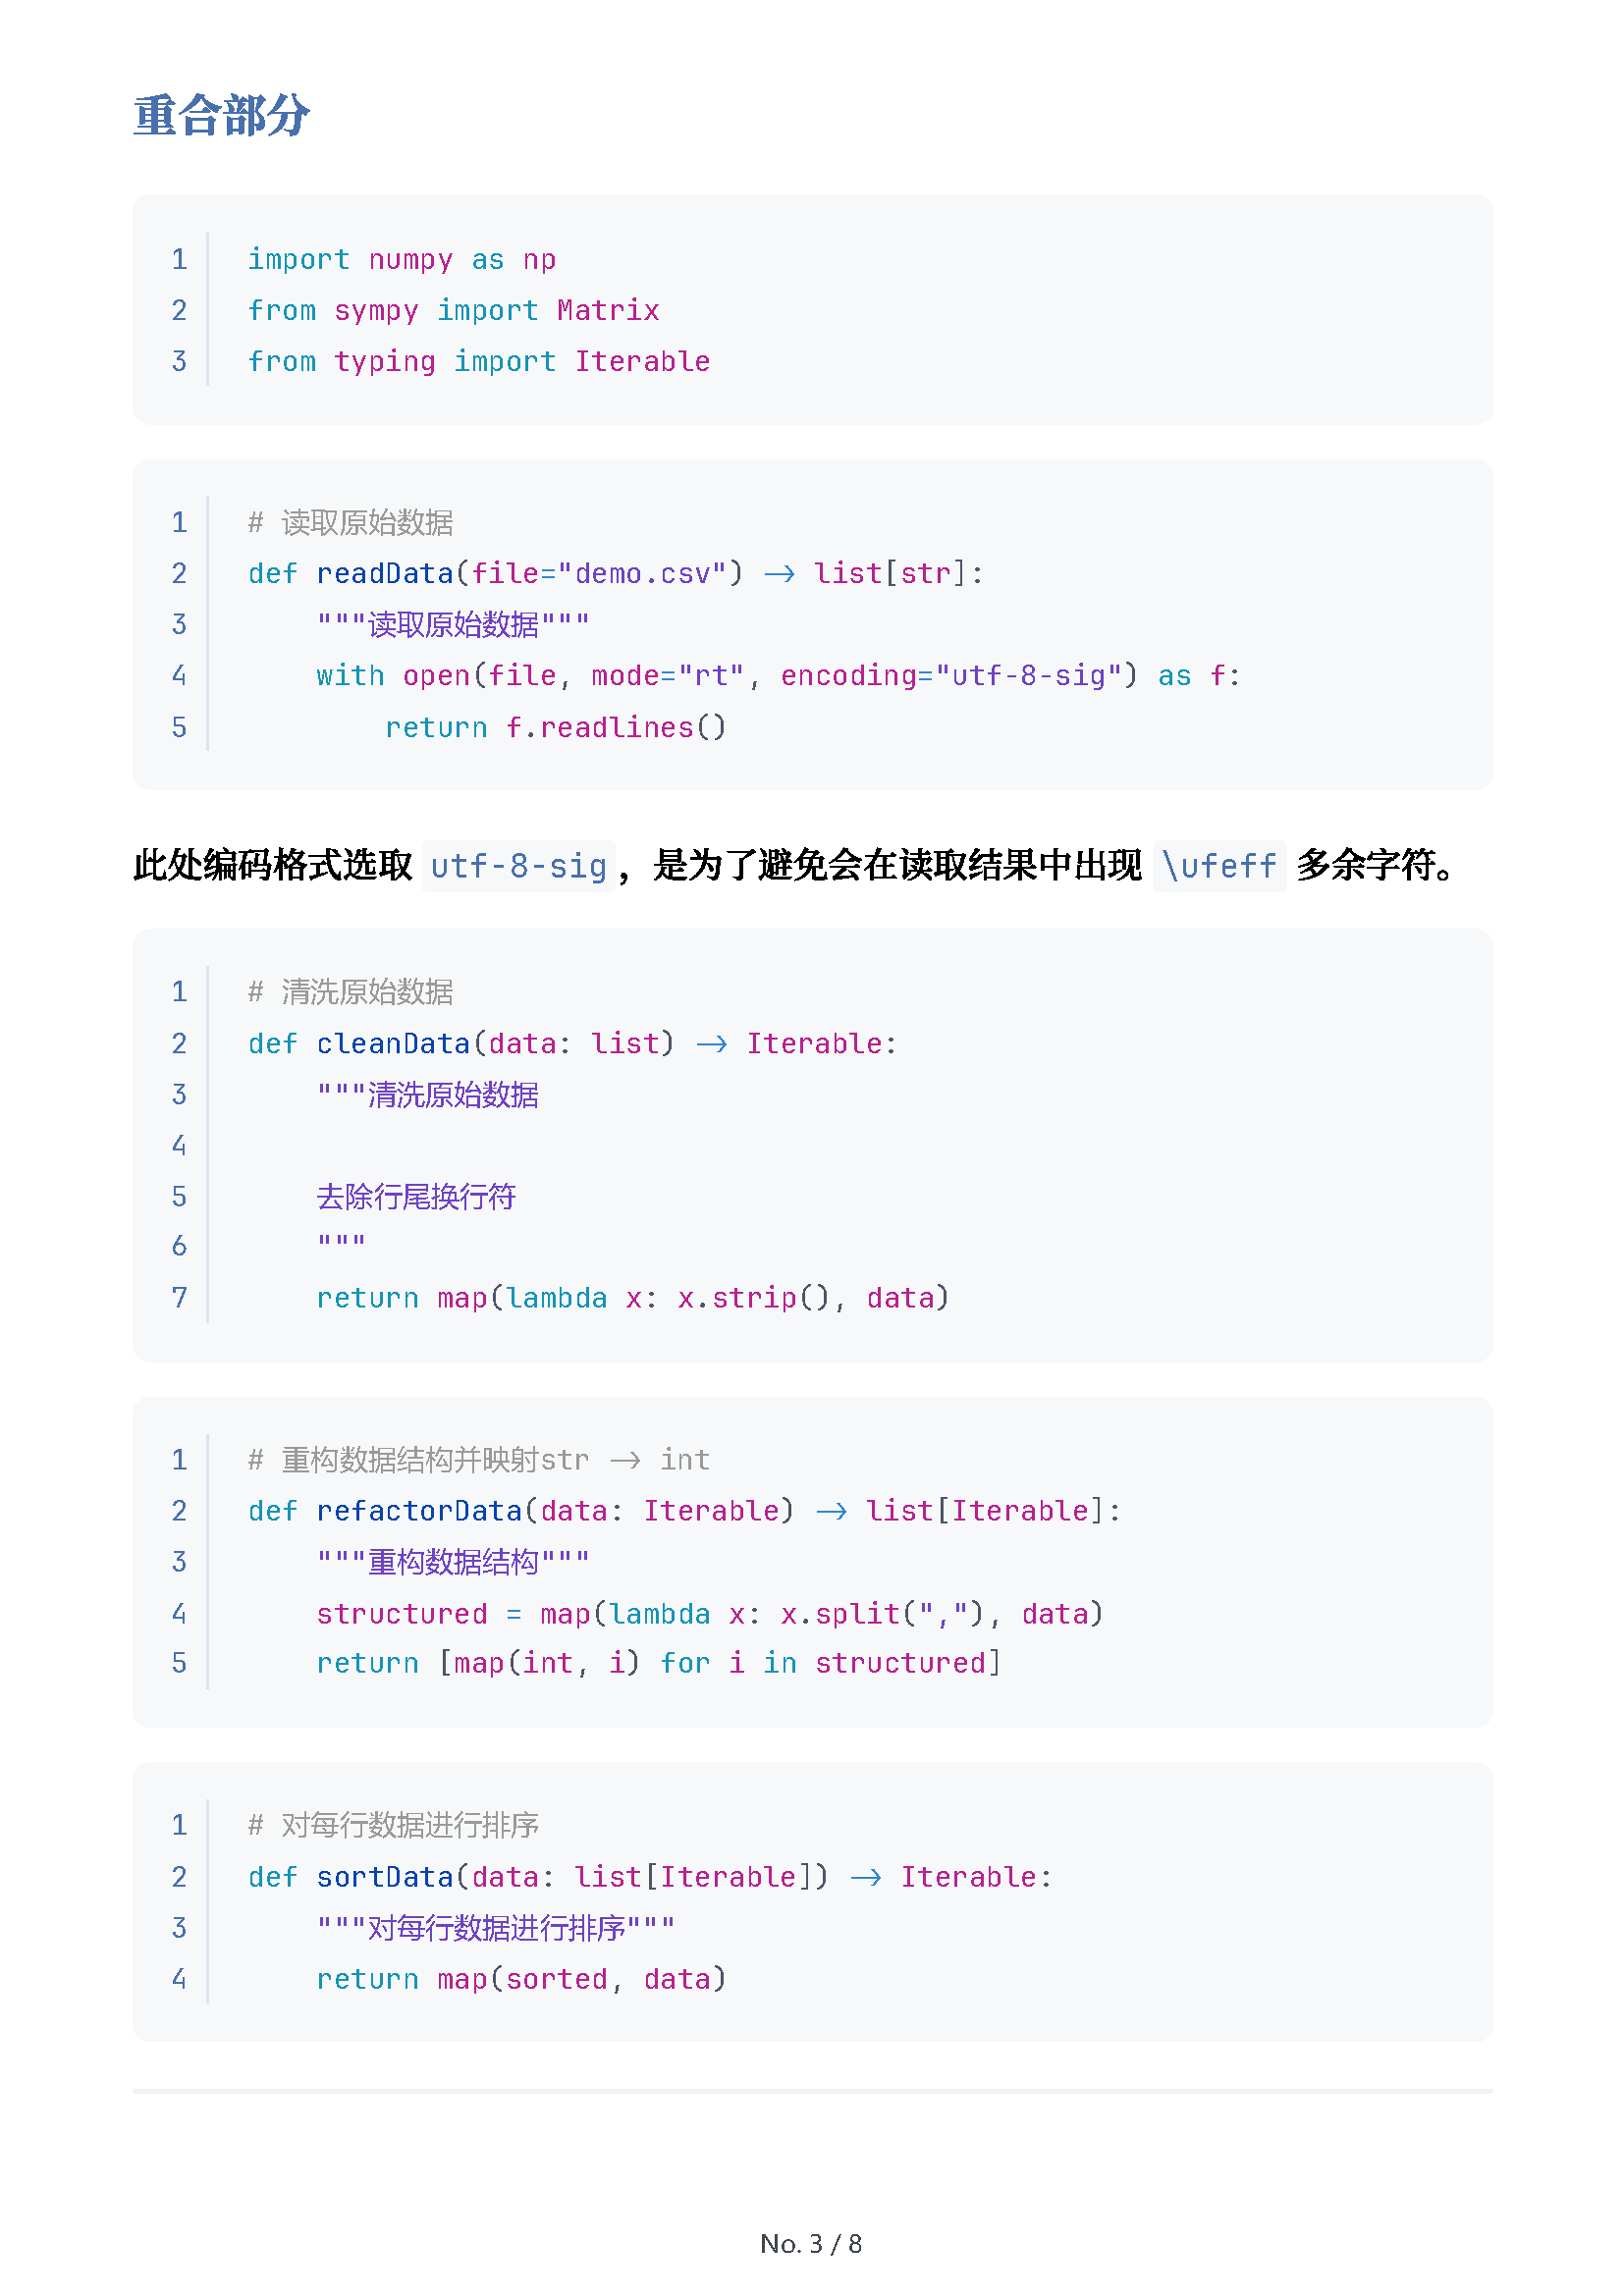 重合部分
1 import numpy as np
2 from sympy import Matrix
3 from typing import Iterable
1 # 读取原始数据
2 def readData(file="demo.csv") -> list[str]:
3     """读取原始数据"""
4     with open(file, mode="rt", encoding="utf-8-sig") as f:
5         return f.readlines()
此处编码格式选取 utf-8-sig，是为了避免会在读取结果中出现 \ufeff 多余字符。
1 # 清洗原始数据
2 def cleanData(data: list) -> Iterable:
3     """清洗原始数据
4
5     去除行尾换行符
6     """
7     return map(lambda x: x.strip(), data)
1 # 重构数据结构并映射str -> int
2 def refactorData(data: Iterable) -> list[Iterable]:
3     """重构数据结构"""
4     structured = map(lambda x: x.split(","), data)
5     return [map(int, i) for i in structured]
1 # 对每行数据进行排序
2 def sortData(data: list[Iterable]) -> Iterable:
3     """对每行数据进行排序"""
4     return map(sorted, data)
No. 3 / 8